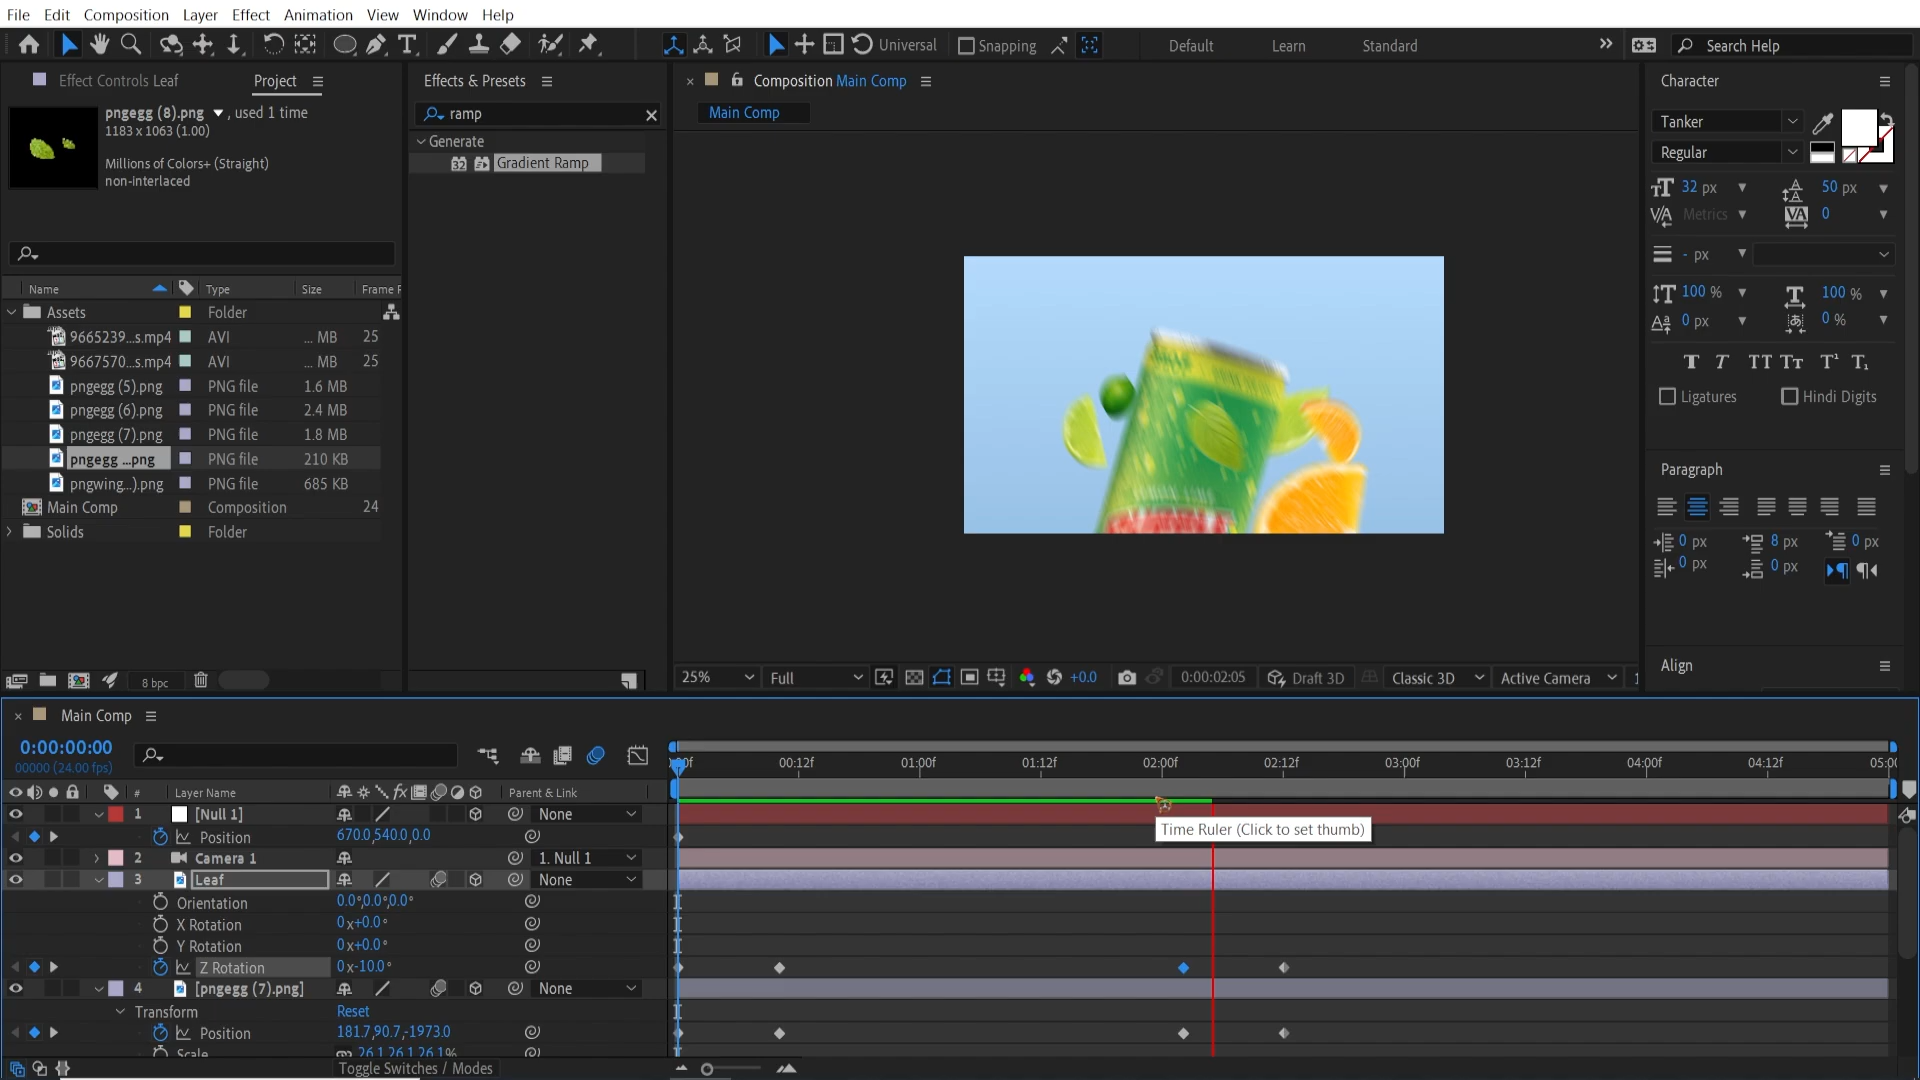 File Edit Composition Layer Effect Animation View Window Help
Universal Snapping Default Learn Standard Search Help
Effect Controls Leaf Project
pngegg (8).png , used 1 time
1183 x 1063 (1.00)
Millions of Colors+ (Straight)
non-interlaced
Name Type Size Frame R
Assets Folder
9665239...s.mp4 AVI ... MB 25
9667570...s.mp4 AVI ... MB 25
pngegg (5).png PNG file 1.6 MB
pngegg (6).png PNG file 2.4 MB
pngegg (7).png PNG file 1.8 MB
pngegg ...png PNG file 210 KB
pngwing...).png PNG file 685 KB
Main Comp Composition 24
Solids Folder
8 bpc
Effects & Presets
ramp
Generate
32 Gradient Ramp
Composition Main Comp
Main Comp
25% Full +0.0 0:00:02:05 Draft 3D Classic 3D Active Camera 1
Character
Tanker
Regular
32 px 50 px
Metrics 0
- px
100 % 100 %
0 px 0 %
Ligatures Hindi Digits
Paragraph
0 px 8 px 0 px
0 px 0 px
Align
Main Comp
0:00:00:00
00000 (24.00 fps)
00f 00:12f 01:00f 01:12f 02:00f 02:12f 03:00f 03:12f 04:00f 04:12f 05:00
# Layer Name Parent & Link
1 [Null 1] None
Position 670.0,540.0,0.0
Time Ruler (Click to set thumb)
2 Camera 1 1. Null 1
3 Leaf None
Orientation 0.0°,0.0°,0.0°
X Rotation 0x+0.0°
Y Rotation 0x+0.0°
Z Rotation 0x-10.0°
4 [pngegg (7).png] None
Transform Reset
Position 181.7,90.7,-1973.0
Scale 26.1,26.1,26.1%
Toggle Switches / Modes